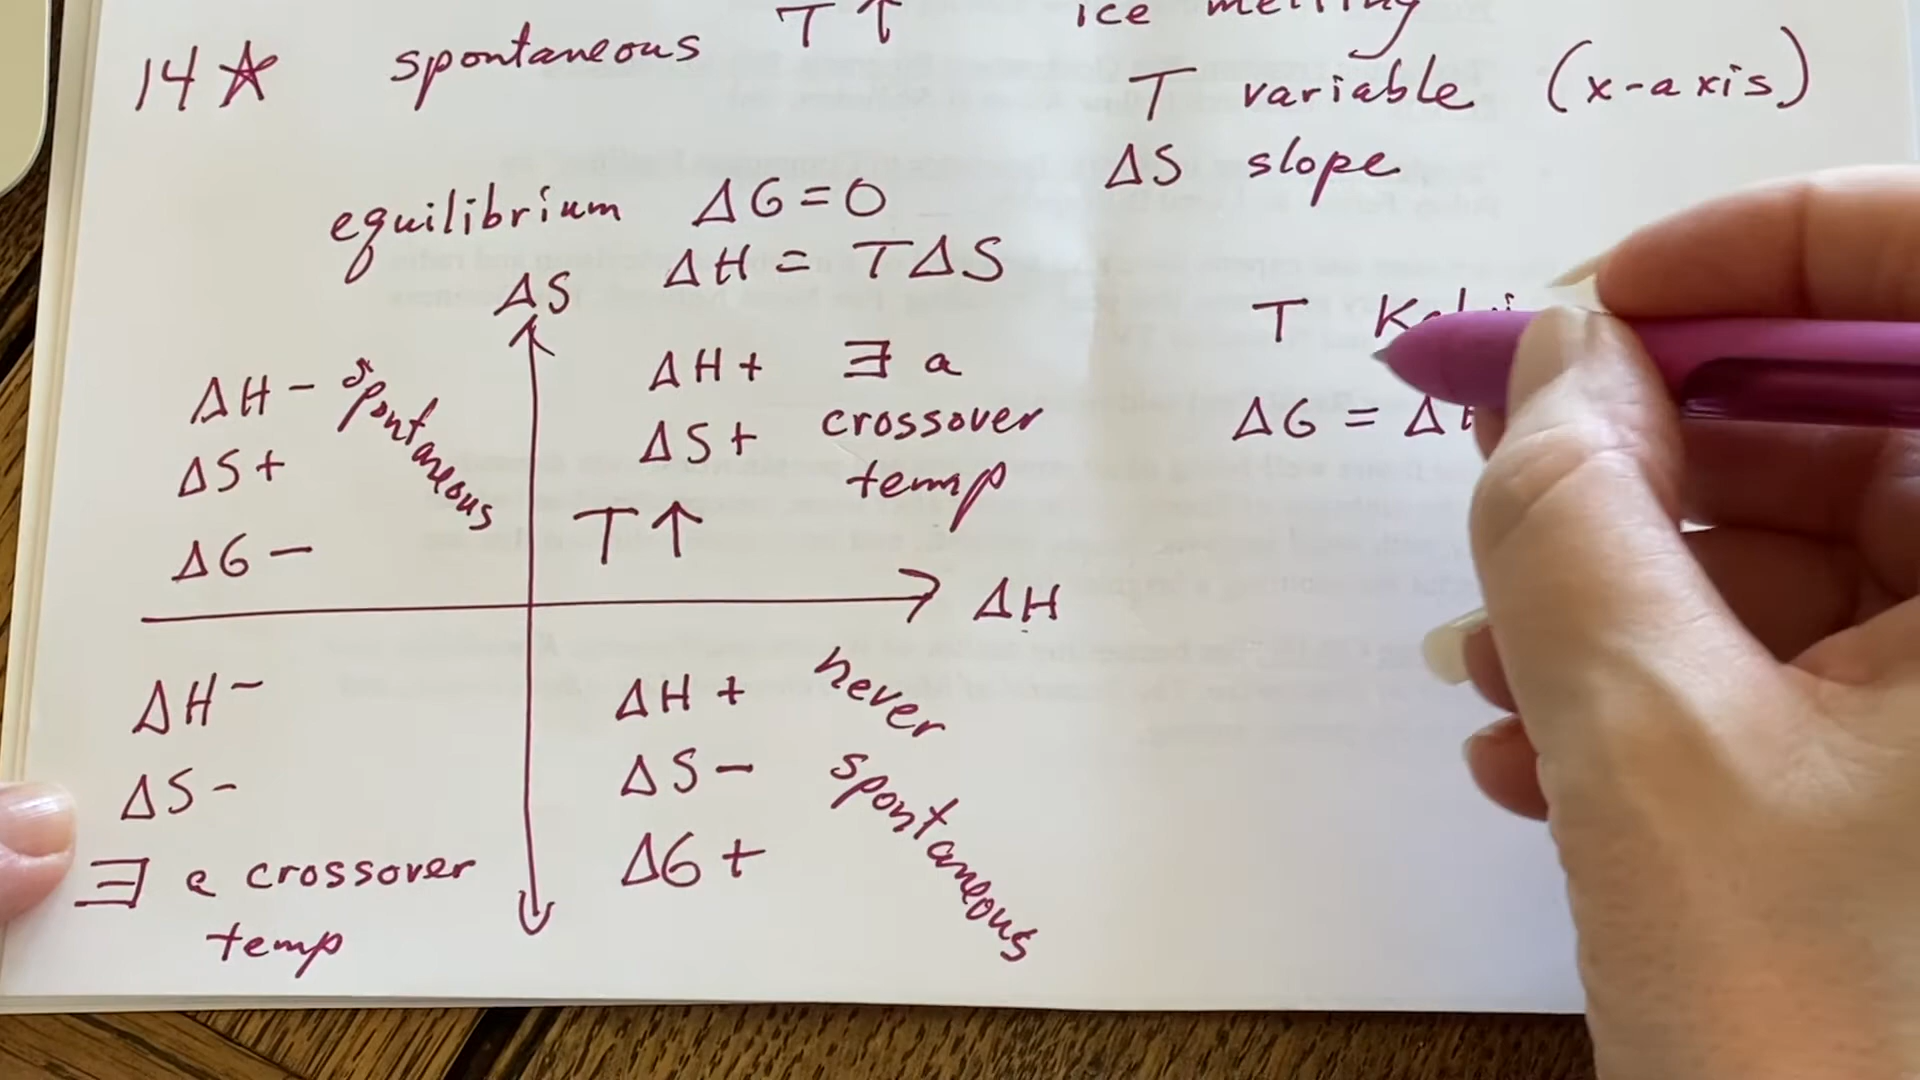 T↑ ice melting
14☆ spontaneous
T variable (x-axis)
ΔS slope
equilibrium ΔG=0
ΔH = TΔS
ΔS
ΔH - spontaneous
ΔS +
ΔG -
ΔH + ∃ a
ΔS + crossover
temp
T↑
ΔH
T
ΔG = Δ
ΔH -
ΔS -
∃ a crossover
temp
ΔH + never
ΔS - spontaneous
ΔG +